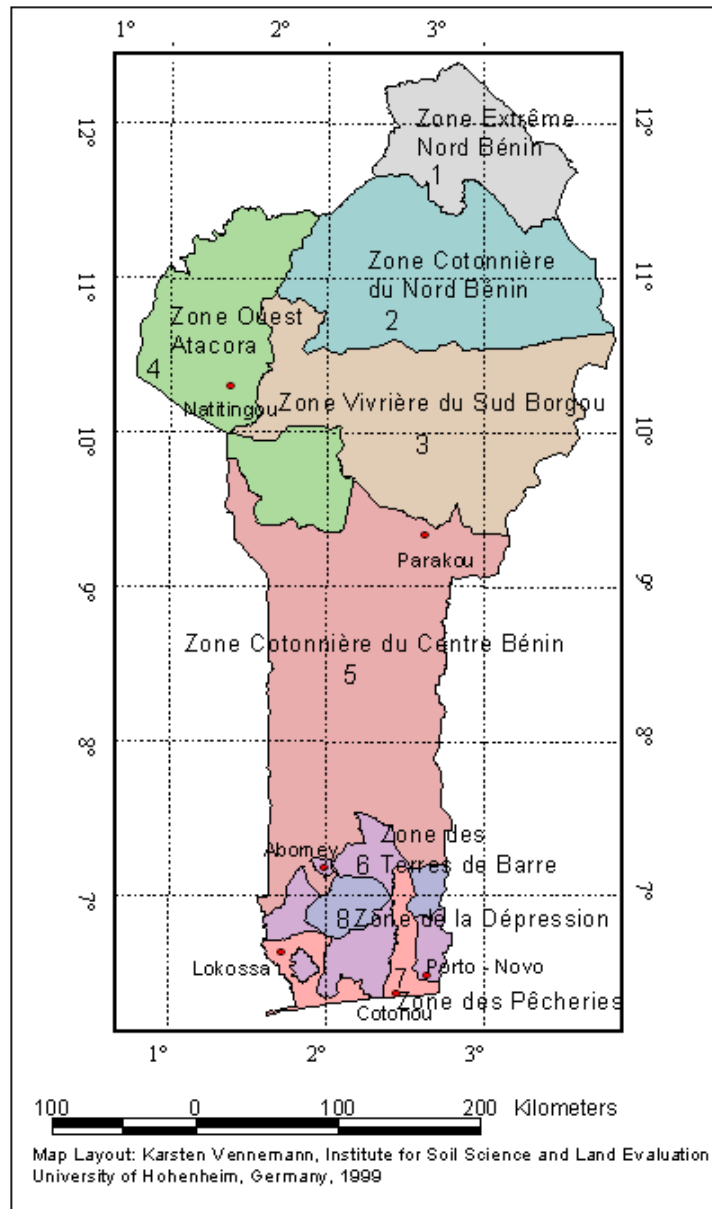 1° 2° 3°
12° 12°
Zone Extrême
Nord Bénin
1
11° 11°
Zone Cotonnière
du Nord Bénin
2
Zone Ouest
Atacora
4
Natitingou
Zone Vivrière du Sud Borgou
3
10° 10°
Parakou
9° 9°
Zone Cotonnière du Centre Bénin
5
8° 8°
Abomey
Zone des
6 Terres de Barre
7° 7°
8 Zone de la Dépression
Lokossa
Porto - Novo
7
Zone des Pêcheries
Cotonou
1° 2° 3°
100 0 100 200 Kilometers
Map Layout: Karsten Vennemann, Institute for Soil Science and Land Evaluation
University of Hohenheim, Germany, 1999